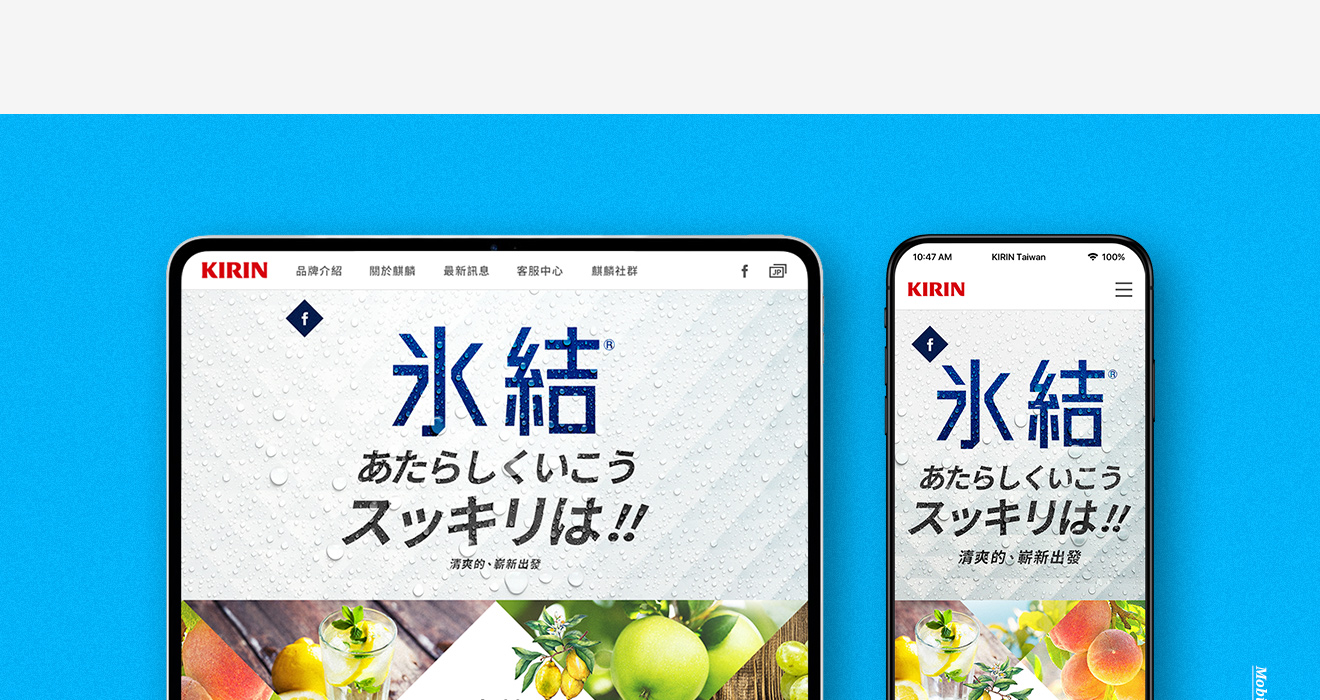 KIRIN 品牌介紹 關於麒麟 最新訊息 客服中心 麒麟社群 f JP
f
氷結®
あたらしくいこう
スッキリは!!
清爽的、嶄新出發
10:47 AM KIRIN Taiwan 100%
KIRIN
f
氷結®
あたらしくいこう
スッキリは!!
清爽的、嶄新出發